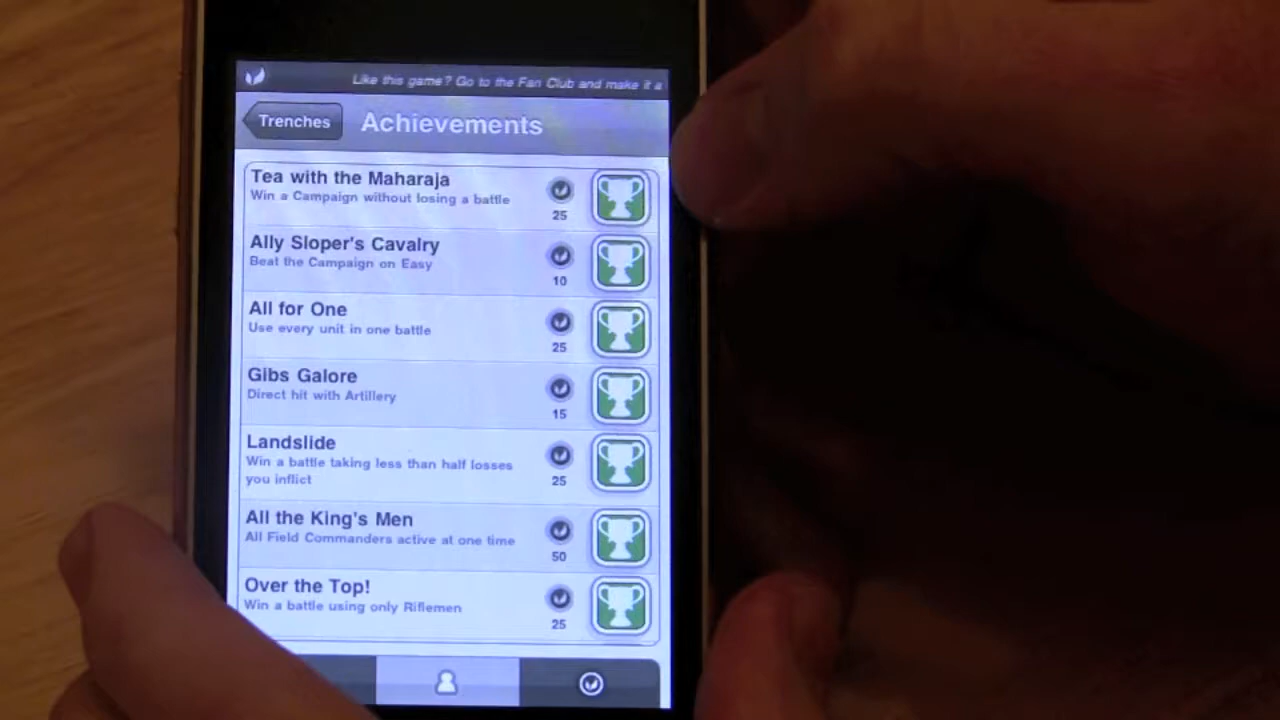 Like this game? Go to the Fan Club and make it a
Trenches
Achievements
Tea with the Maharaja
Win a Campaign without losing a battle
25
Ally Sloper's Cavalry
Beat the Campaign on Easy
10
All for One
Use every unit in one battle
25
Gibs Galore
Direct hit with Artillery
15
Landslide
Win a battle taking less than half losses
you inflict
25
All the King's Men
All Field Commanders active at one time
50
Over the Top!
Win a battle using only Riflemen
25